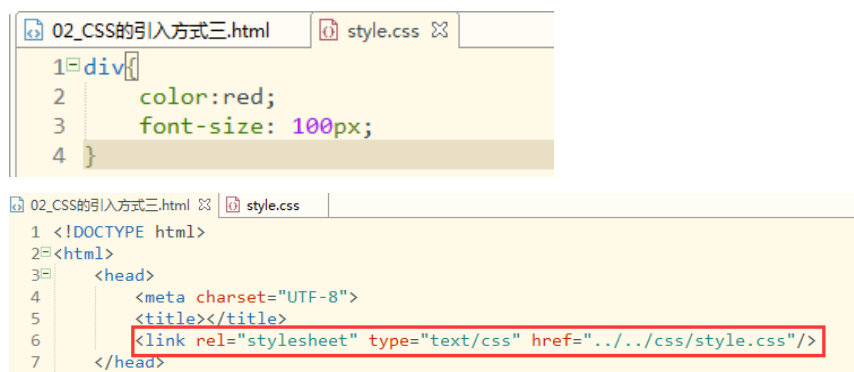 02_CSS的引入方式三.html style.css
1 div{
2 color:red;
3 font-size: 100px;
4 }
02_CSS的引入方式三.html style.css
1 <!DOCTYPE html>
2 <html>
3 <head>
4 <meta charset="UTF-8">
5 <title></title>
6 <link rel="stylesheet" type="text/css" href="../../css/style.css"/>
7 </head>